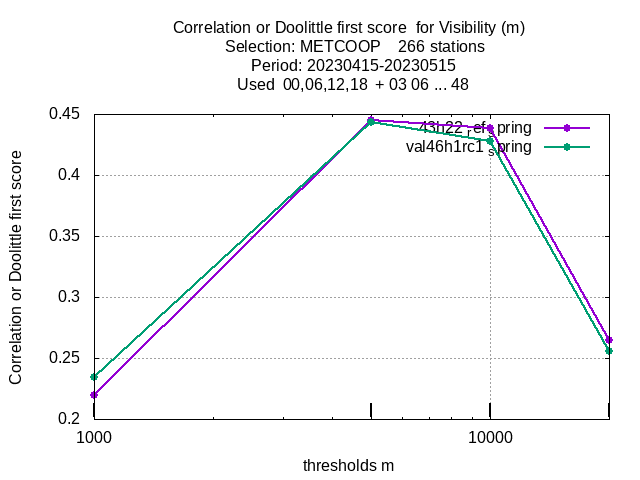 Correlation or Doolittle first score  for Visibility (m)
Selection: METCOOP    266 stations
Period: 20230415-20230515
Used  00,06,12,18  + 03 06 ... 48
43h22_ref_spring
val46h1rc1_spring
Correlation or Doolittle first score
0.45
0.4
0.35
0.3
0.25
0.2
1000
10000
thresholds m